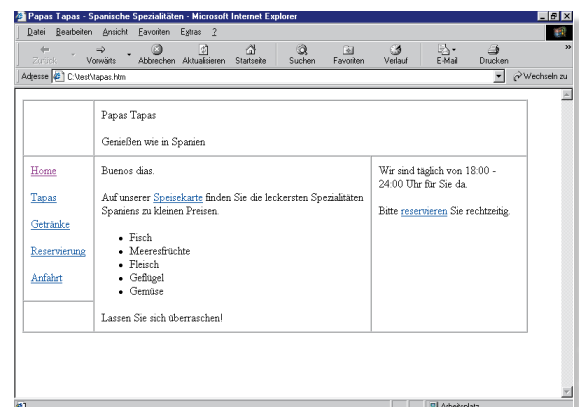 Papas Tapas - Spanische Spezialitäten - Microsoft Internet Explorer
Datei Bearbeiten Ansicht Favoriten Extras ?
Zurück Vorwärts Abbrechen Aktualisieren Startseite Suchen Favoriten Verlauf E-Mail Drucken »
Adresse C:\test\tapas.htm Wechseln zu
Papas Tapas
Genießen wie in Spanien
Home
Tapas
Getränke
Reservierung
Anfahrt
Buenos dias.
Auf unserer Speisekarte finden Sie die leckersten Spezialitäten
Spaniens zu kleinen Preisen.
• Fisch
• Meeresfrüchte
• Fleisch
• Geflügel
• Gemüse
Lassen Sie sich überraschen!
Wir sind täglich von 18:00 -
24:00 Uhr für Sie da.
Bitte reservieren Sie rechtzeitig.
Arbeitsplatz